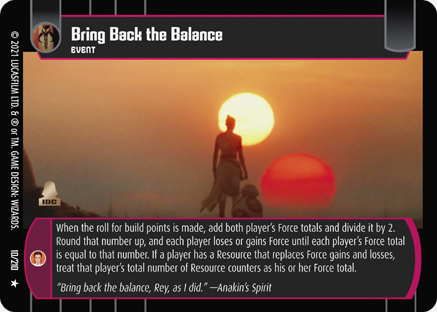 Bring Back the Balance
EVENT
© 2021 LUCASFILM LTD. & ® or TM. GAME DESIGN: WIZARDS.
IDC
When the roll for build points is made, add both player's Force totals and divide it by 2.
Round that number up, and each player loses or gains Force until each player's Force total
is equal to that number. If a player has a Resource that replaces Force gains and losses,
treat that player's total number of Resource counters as his or her Force total.
"Bring back the balance, Rey, as I did." —Anakin's Spirit